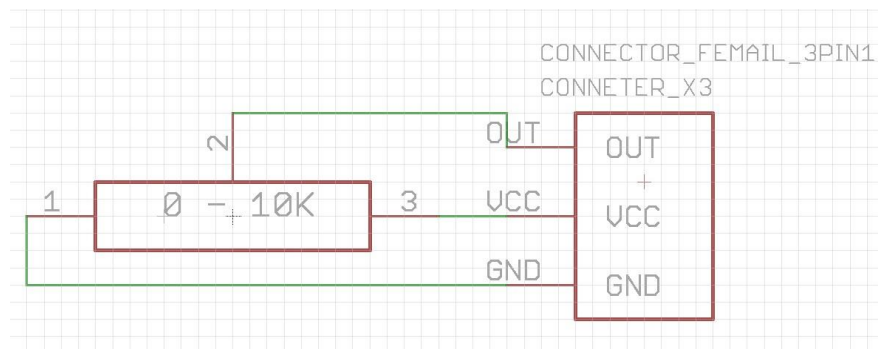 CONNECTOR_FEMAIL_3PIN1
CONNETER_X3
2
OUT
OUT
1
0 - 10K
3
VCC
VCC
GND
GND